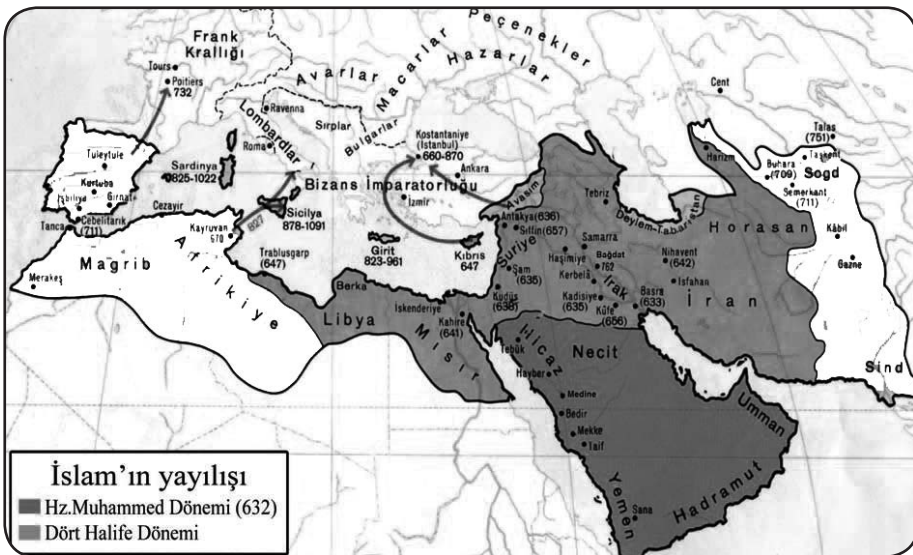 Frank
Krallığı
Tours
Poitiers
732
Avarlar
Macarlar
Peçenekler
Hazarlar
Lombardlar
Ravenna
Sırplar
Bulgarlar
Roma
Kostantaniye
(İstanbul)
660-870
Ankara
Bizans İmparatorluğu
İzmir
Tuleytule
Kurtuba
İşbiliya
Gırnat
Cebelitarık
(711)
Tanca
Sardinya
825-1022
Cezayir
Kayruvan
670
827
Sicilya
878-1091
Girit
823-961
Kıbrıs
647
Trablusgarp
(647)
Magrib
Merakeş
Afrikiye
Berka
Libya
İskenderiye
Kahire
(641)
Mısır
Avasım
Antakya(636)
Sıffin(657)
Suriye
Şam
(635)
Kudüs
(638)
Tebriz
Deylem-Tabaristan
Samarra
Haşimiye
Bağdat
762
Kerbelâ
Irak
Kadisiye
(635)
Kûfe
(656)
Basra
(633)
Nihavent
(642)
Isfahan
İran
Horasan
Harizm
Cent
Talas
(751)
Taşkent
Buhara
(709)
Sogd
Semerkant
(711)
Kâbil
Gazne
Sind
Hicaz
Necit
Tebük
Hayber
Medine
Bedir
Mekke
Taif
Umman
Hadramut
Yemen
Sana
İslam'ın yayılışı
Hz.Muhammed Dönemi (632)
Dört Halife Dönemi